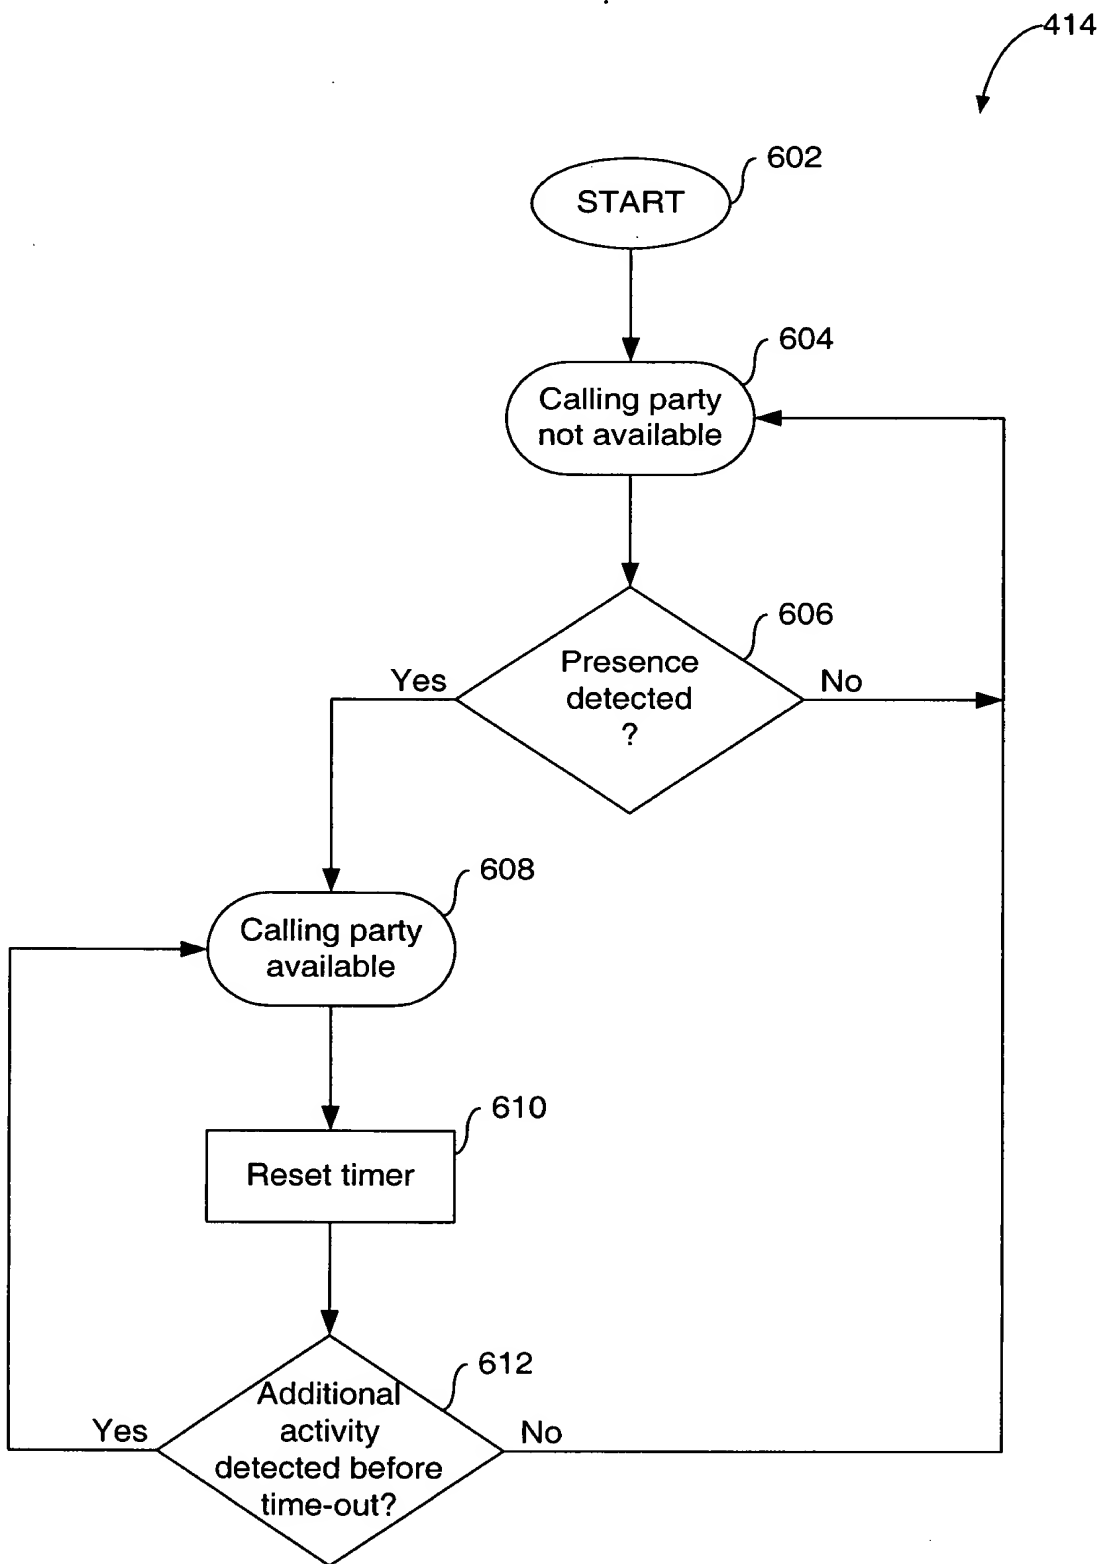 414
602
START
604
Calling party
not available
606
Presence
detected
?
Yes
No
608
Calling party
available
610
Reset timer
612
Additional
activity
detected before
time-out?
Yes
No